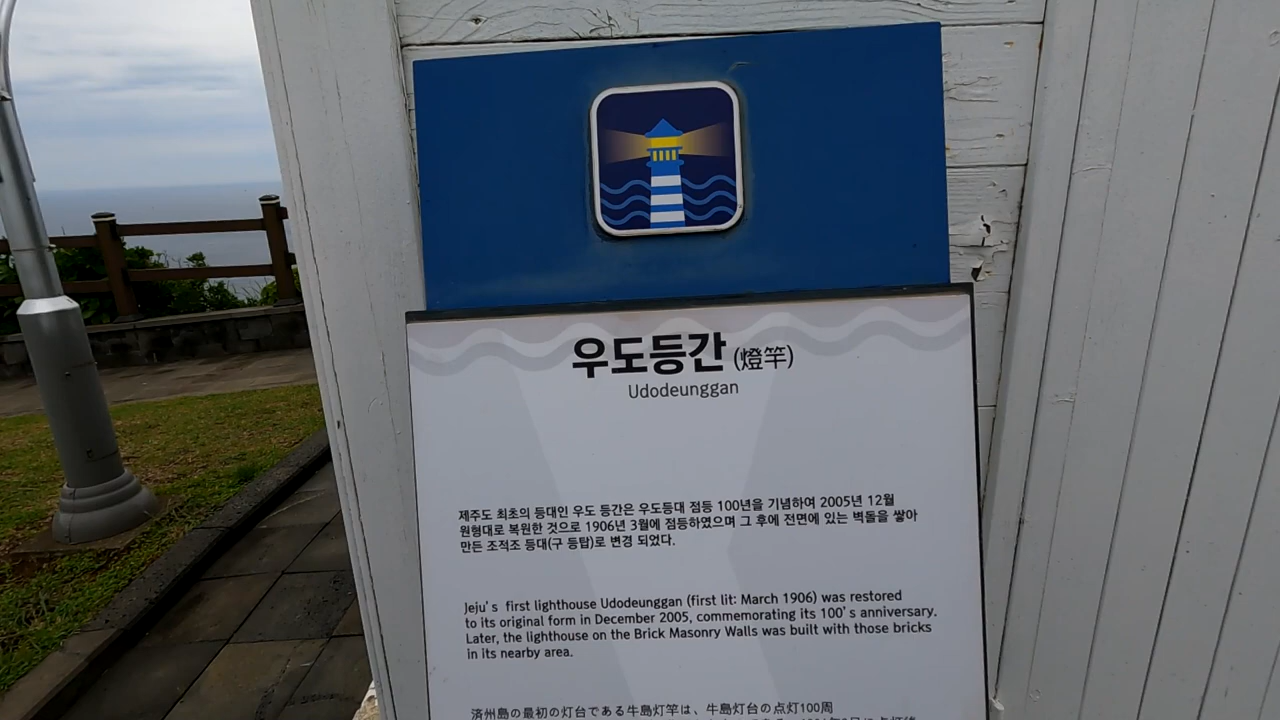 우도등간 (燈竿)
Udodeunggan
제주도 최초의 등대인 우도 등간은 우도등대 점등 100년을 기념하여 2005년 12월
원형대로 복원한 것으로 1906년 3월에 점등하였으며 그 후에 전면에 있는 벽돌을 쌓아
만든 조적조 등대(구 등탑)로 변경 되었다.
Jeju's first lighthouse Udodeunggan (first lit: March 1906) was restored
to its original form in December 2005, commemorating its 100's anniversary.
Later, the lighthouse on the Brick Masonry Walls was built with those bricks
in its nearby area.
済州島の最初の灯台である牛島灯竿は、牛島灯台の点灯100周